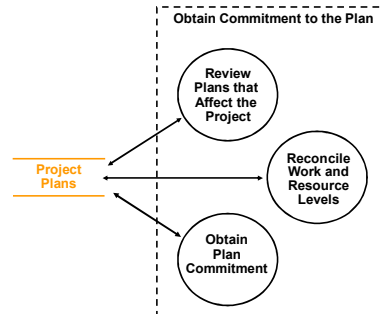 Obtain Commitment to the Plan
Review
Plans that
Affect the
Project
Project
Plans
Reconcile
Work and
Resource
Levels
Obtain
Plan
Commitment